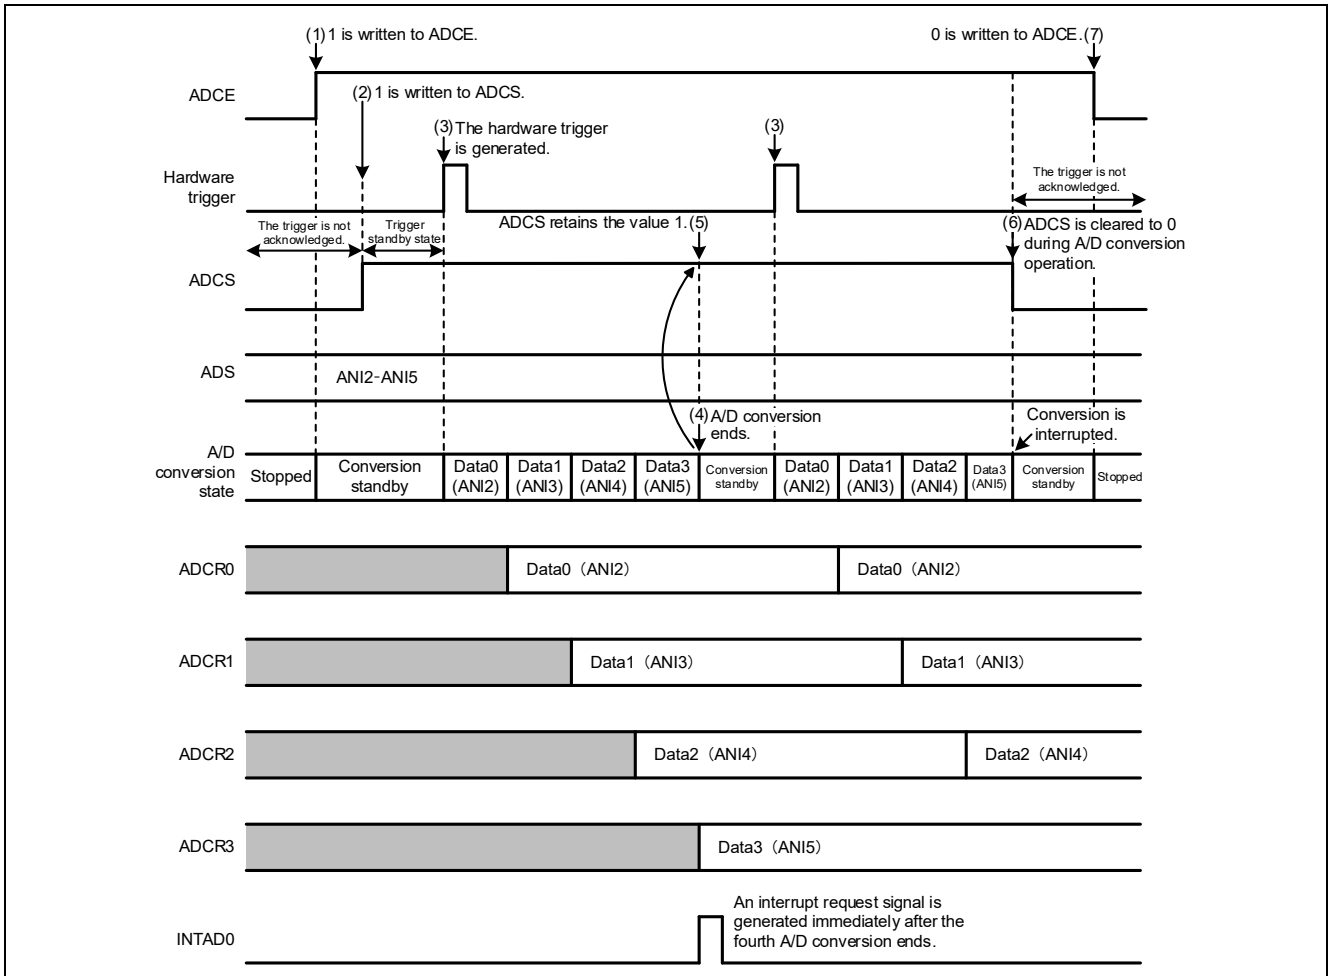 (1) 1 is written to ADCE.
0 is written to ADCE. (7)
ADCE
(2) 1 is written to ADCS.
(3) The hardware trigger
is generated.
(3)
Hardware
trigger
The trigger is not
acknowledged.
The trigger is not
acknowledged.
Trigger
standby state
ADCS retains the value 1. (5)
(6) ADCS is cleared to 0
during A/D conversion
operation.
ADCS
ADS
ANI2-ANI5
(4) A/D conversion
ends.
Conversion is
interrupted.
A/D
conversion
state
Stopped
Conversion
standby
Data0
(ANI2)
Data1
(ANI3)
Data2
(ANI4)
Data3
(ANI5)
Conversion
standby
Data0
(ANI2)
Data1
(ANI3)
Data2
(ANI4)
Data3
(ANI5)
Conversion
standby
Stopped
ADCR0
Data0 (ANI2)
Data0 (ANI2)
ADCR1
Data1 (ANI3)
Data1 (ANI3)
ADCR2
Data2 (ANI4)
Data2 (ANI4)
ADCR3
Data3 (ANI5)
An interrupt request signal is
generated immediately after the
fourth A/D conversion ends.
INTAD0